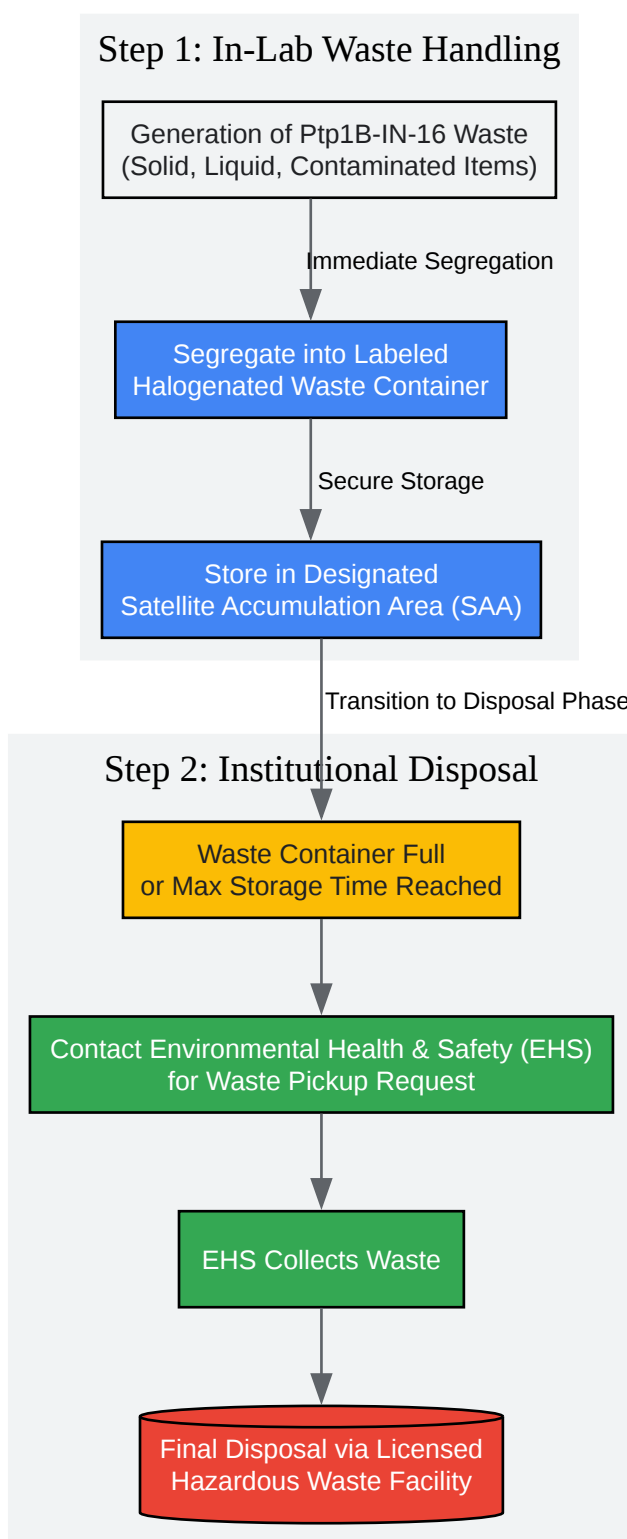 Step 1: In-Lab Waste Handling
Generation of Ptp1B-IN-16 Waste
(Solid, Liquid, Contaminated Items)
Immediate Segregation
Segregate into Labeled
Halogenated Waste Container
Secure Storage
Store in Designated
Satellite Accumulation Area (SAA)
Transition to Disposal Phase
Step 2: Institutional Disposal
Waste Container Full
or Max Storage Time Reached
Contact Environmental Health & Safety (EHS)
for Waste Pickup Request
EHS Collects Waste
Final Disposal via Licensed
Hazardous Waste Facility